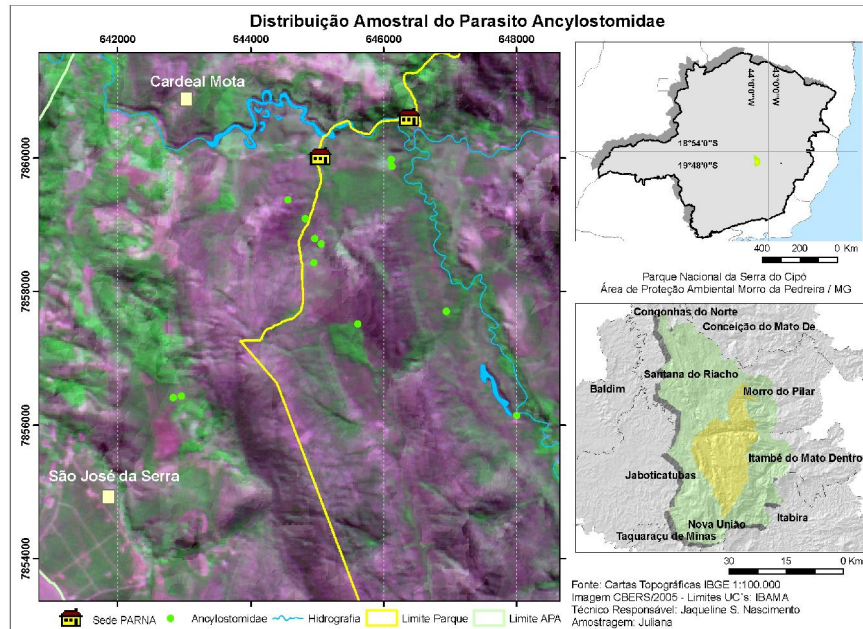 Distribuição Amostral do Parasito Ancylostomidae
642000 644000 646000 648000
Cardeal Mota
7860000
7858000
7856000
São José da Serra
7854000
Sede PARNA Ancylostomidae Hidrografia Limite Parque Limite APA
44°0'0"W
43°0'0"W
18°54'0"S
19°48'0"S
400 200 0 Km
Parque Nacional da Serra do Cipó
Área de Proteção Ambiental Morro da Pedreira / MG
Congonhas do Norte
Conceição do Mato De
Santana do Riacho
Baldim
Morro do Pilar
Itambé do Mato Dentro
Jaboticatubas
Itabira
Nova União
Taquaraçu de Minas
30 15 0 Km
Fonte: Cartas Topográficas IBGE 1:100.000
Imagem CBERS/2005 - Limites UC's: IBAMA
Técnico Responsável: Jaqueline S. Nascimento
Amostragem: Juliana